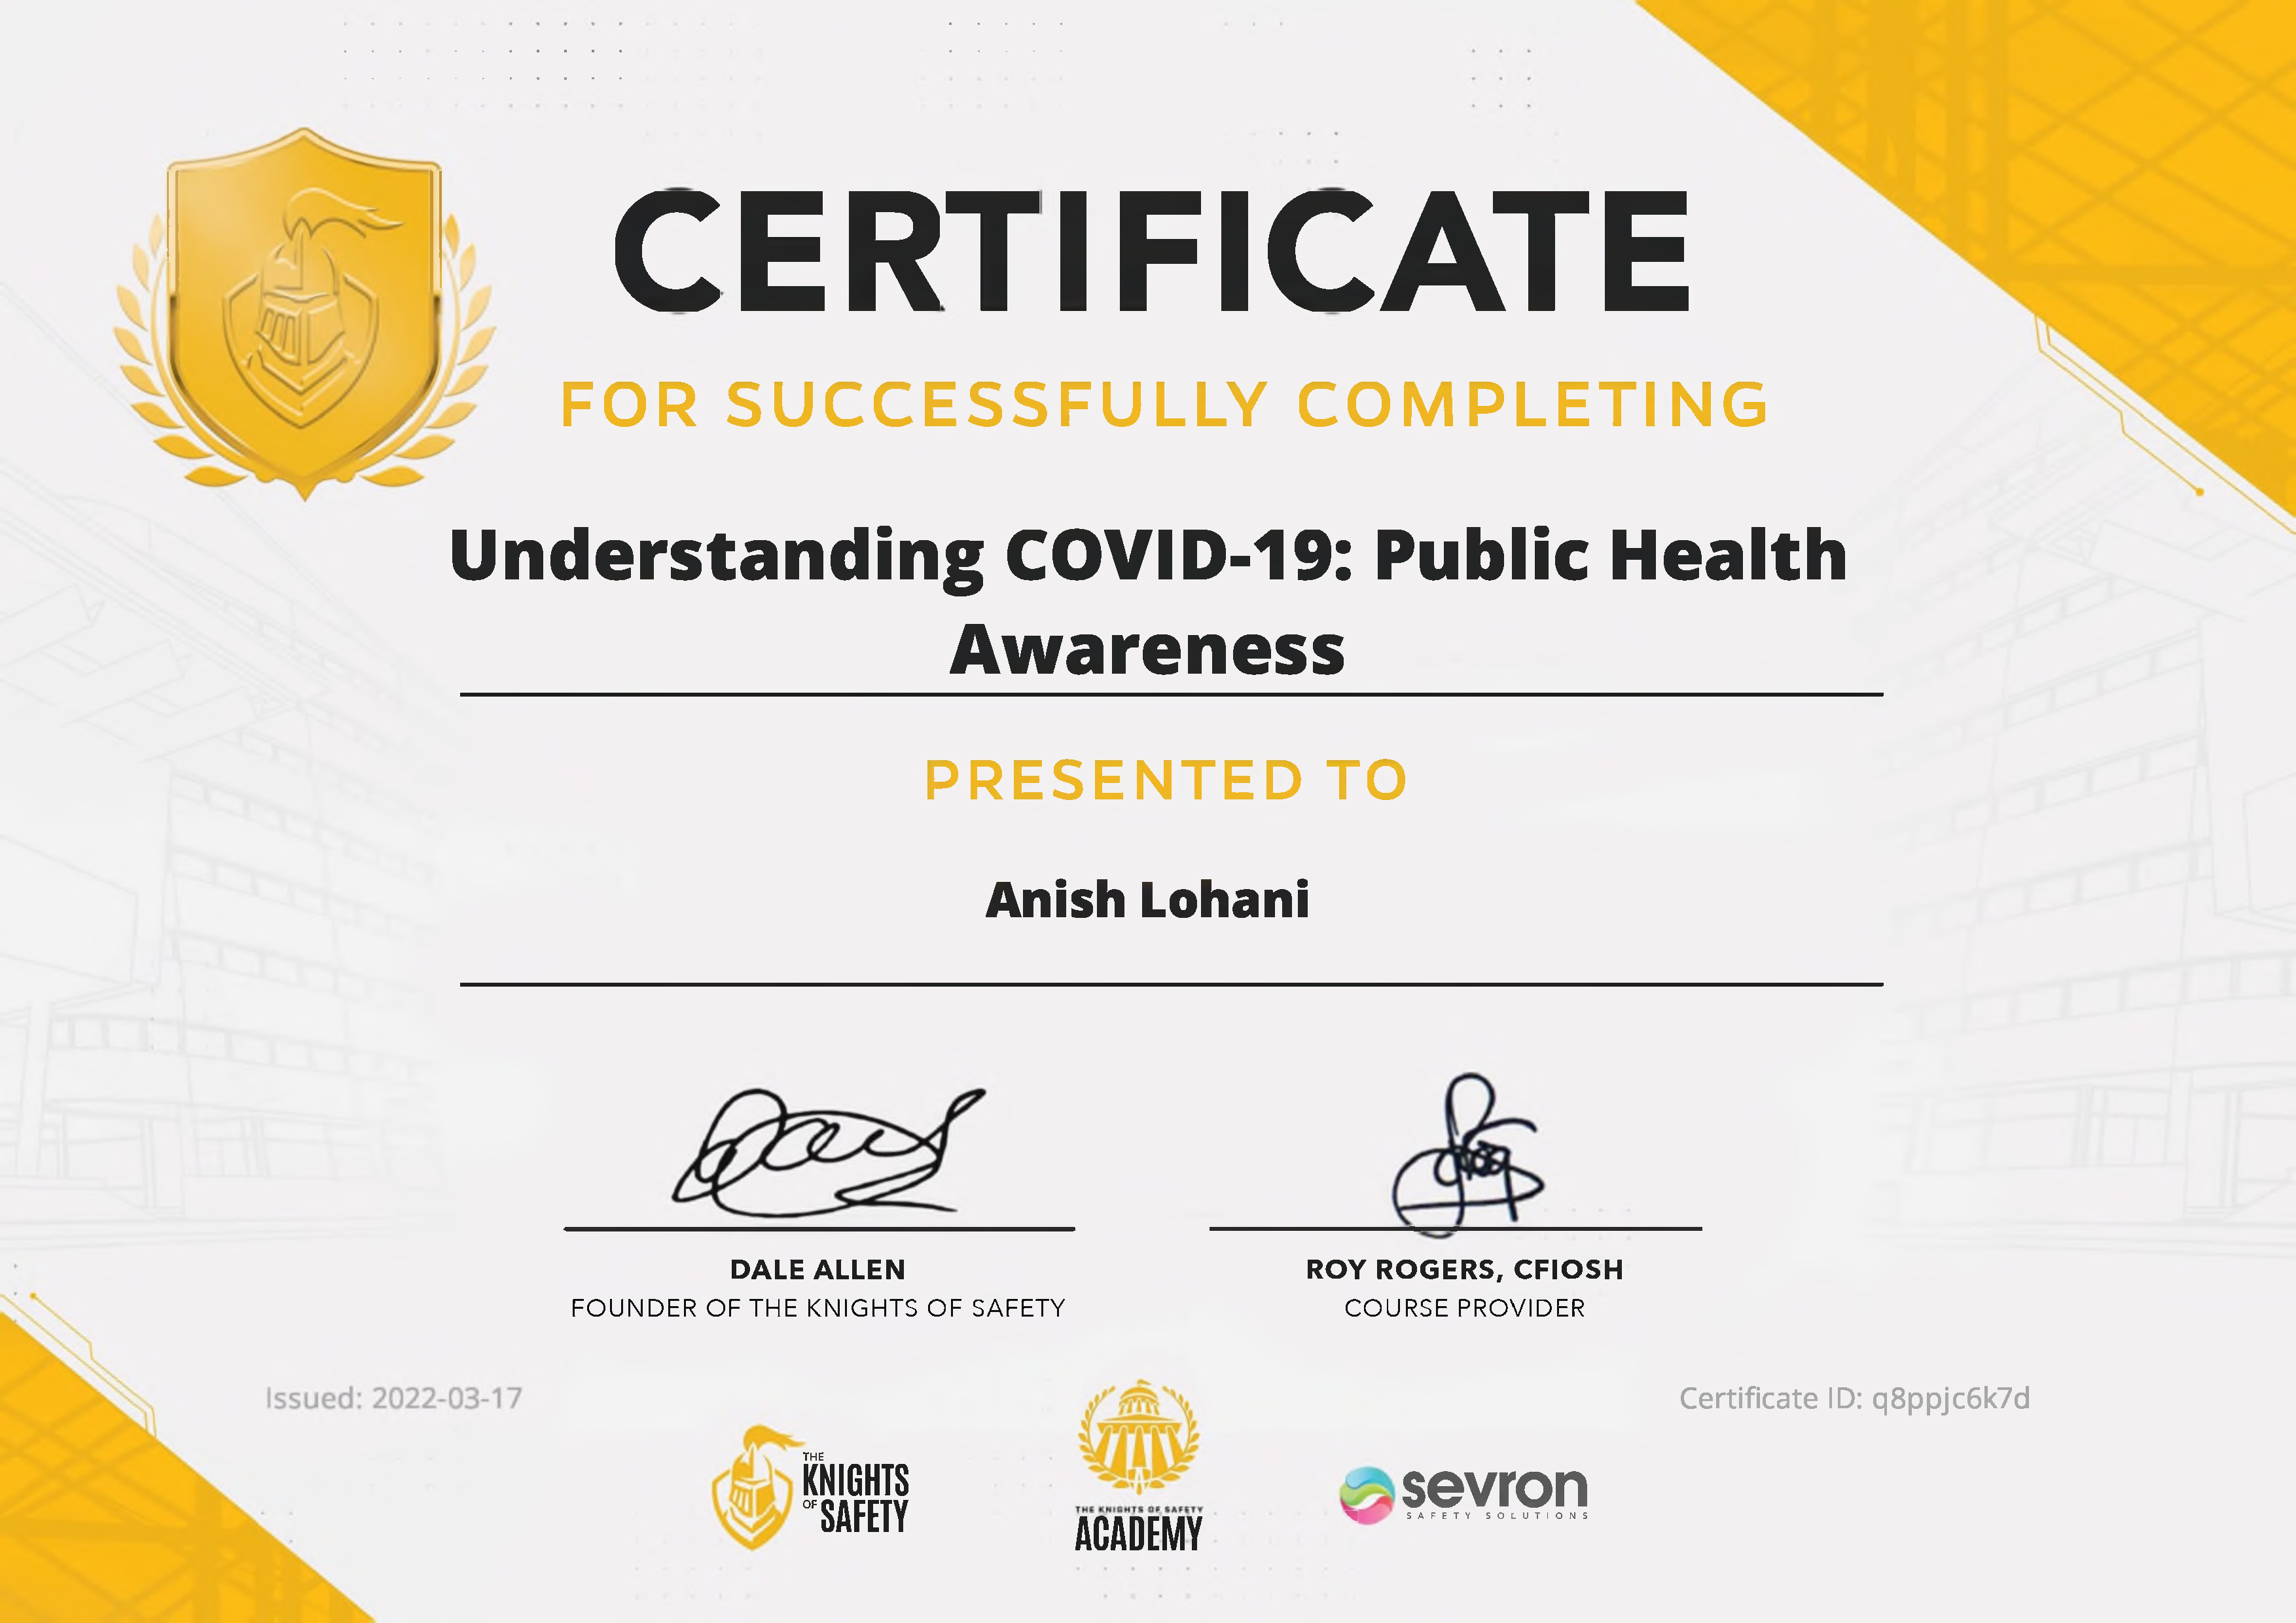 CERTIFICATE
FOR SUCCESSFULLY COMPLETING
Understanding COVID-19: Public Health
Awareness
PRESENTED TO
Anish Lohani
DALE ALLEN
FOUNDER OF THE KNIGHTS OF SAFETY
ROY ROGERS, CFIOSH
COURSE PROVIDER
Issued: 2022-03-17
Certificate ID: q8ppjc6k7d
THE
KNIGHTS
OF SAFETY
THE KNIGHTS OF SAFETY
ACADEMY
sevron
SAFETY SOLUTIONS